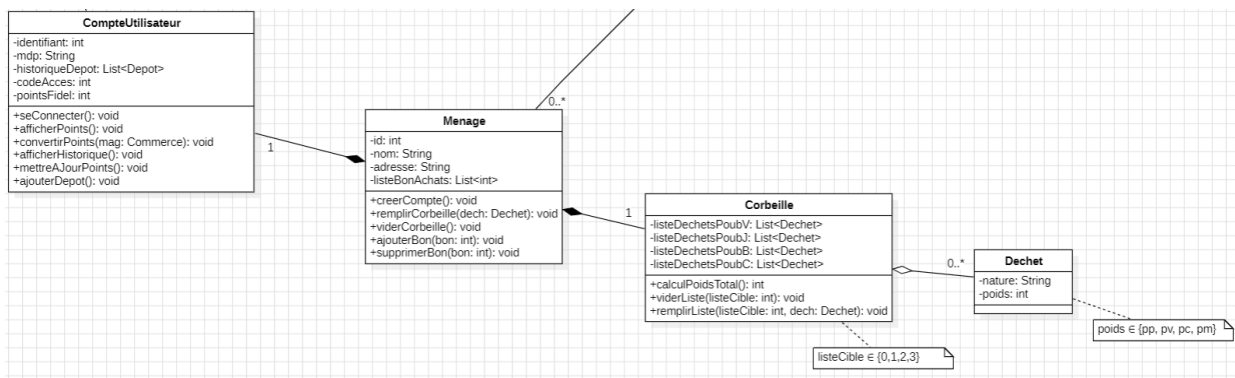 CompteUtilisateur
-identifiant: int
-mdp: String
-historiqueDepot: List<Depot>
-codeAcces: int
-pointsFidel: int
+seConnecter(): void
+afficherPoints(): void
+convertirPoints(mag: Commerce): void
+afficherHistorique(): void
+mettreAJourPoints(): void
+ajouterDepot(): void
1
0..*
Menage
-id: int
-nom: String
-adresse: String
-listeBonAchats: List<int>
+creerCompte(): void
+remplirCorbeille(dech: Dechet): void
+viderCorbeille(): void
+ajouterBon(bon: int): void
+supprimerBon(bon: int): void
1
Corbeille
-listeDechetsPoubV: List<Dechet>
-listeDechetsPoubJ: List<Dechet>
-listeDechetsPoubB: List<Dechet>
-listeDechetsPoubC: List<Dechet>
+calculPoidsTotal(): int
+viderListe(listeCible: int): void
+remplirListe(listeCible: int, dech: Dechet): void
0..*
Dechet
-nature: String
-poids: int
poids ∈ {pp, pv, pc, pm}
listeCible ∈ {0,1,2,3}